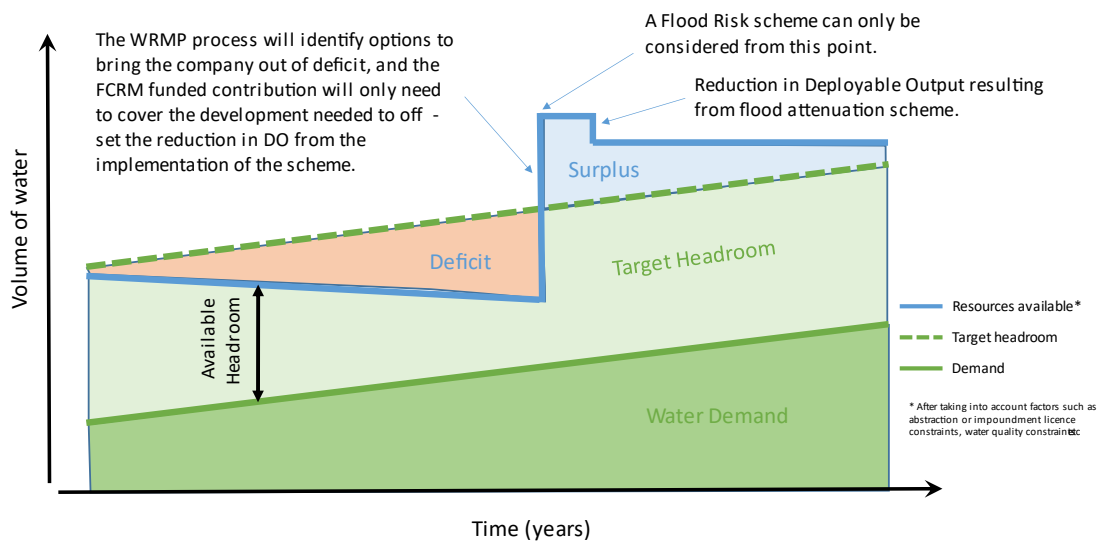 The WRMP process will identify options to
bring the company out of deficit, and the
FCRM funded contribution will only need
to cover the development needed to off -
set the reduction in DO from the
implementation of the scheme.
A Flood Risk scheme can only be
considered from this point.
Reduction in Deployable Output resulting
from flood attenuation scheme.
Volume of water
Surplus
Deficit
Target Headroom
Available
Headroom
Water Demand
Resources available*
Target headroom
Demand
* After taking into account factors such as
abstraction or impoundment licence
constraints, water quality constraints etc
Time (years)